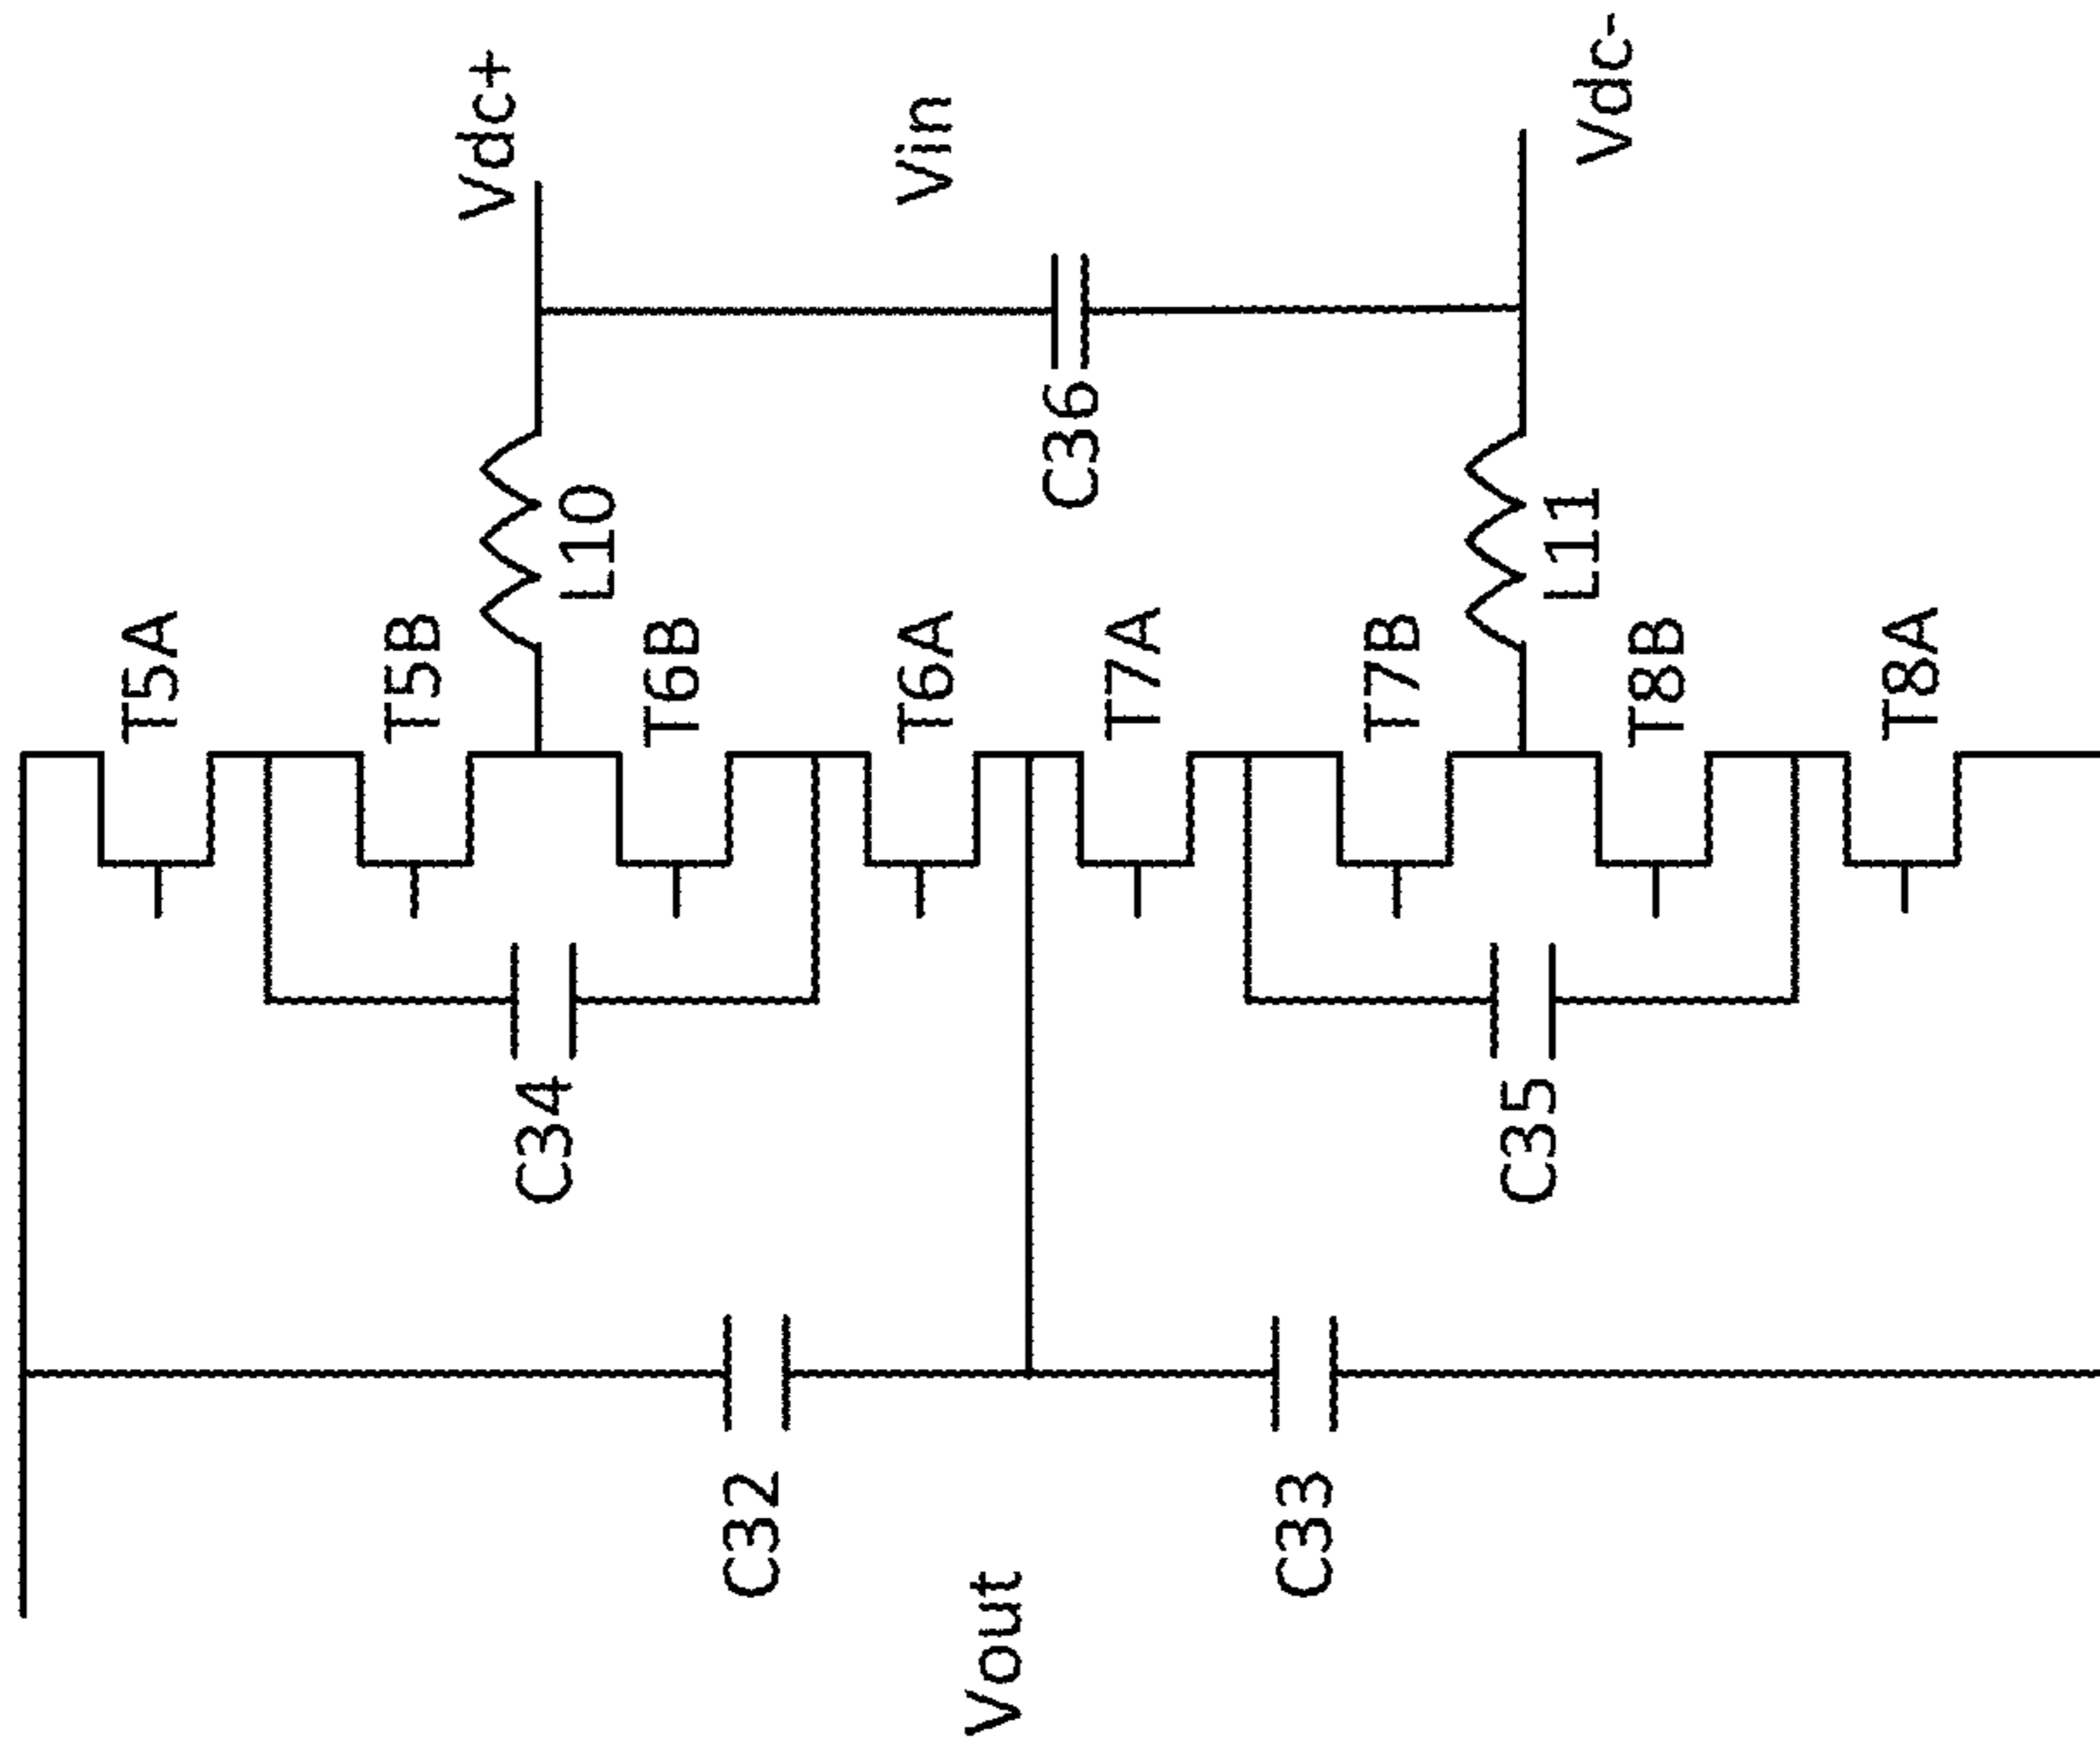 Vdc+
Vin
Vdc-
C36
L10
L11
T5A
T5B
T6B
T6A
T7A
T7B
T8B
T8A
C34
C35
C32
C33
Vout